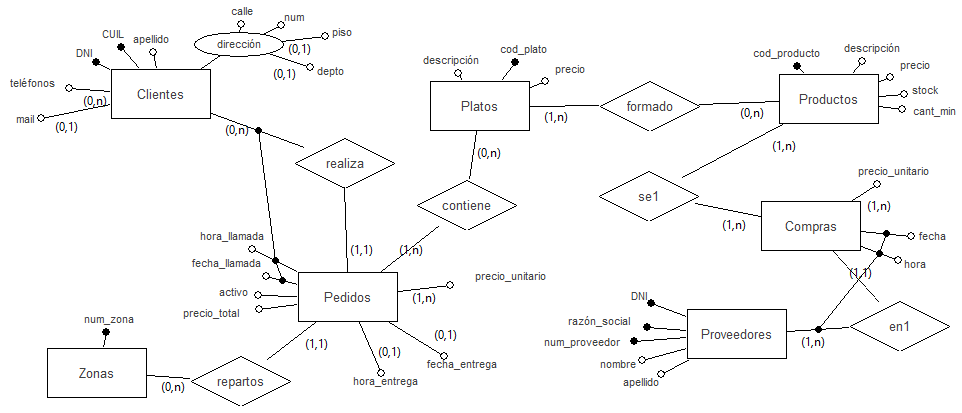 calle
num
piso
CUIL
apellido
dirección
(0,1)
DNI
(0,1)
depto
teléfonos
Clientes
(0,n)
mail
(0,1)
(0,n)
realiza
descripción
cod_plato
precio
Platos
(1,n)
formado
(0,n)
(0,n)
contiene
cod_producto
descripción
precio
Productos
stock
cant_min
(1,n)
se1
precio_unitario
(1,n)
(1,n)
Compras
fecha
hora
(1,1)
hora_llamada
(1,1)
(1,n)
fecha_llamada
activo
Pedidos
precio_unitario
(1,n)
precio_total
DNI
razón_social
Proveedores
en1
num_proveedor
(1,n)
nombre
apellido
num_zona
(1,1)
(0,1)
(0,1)
fecha_entrega
Zonas
(0,n)
repartos
hora_entrega